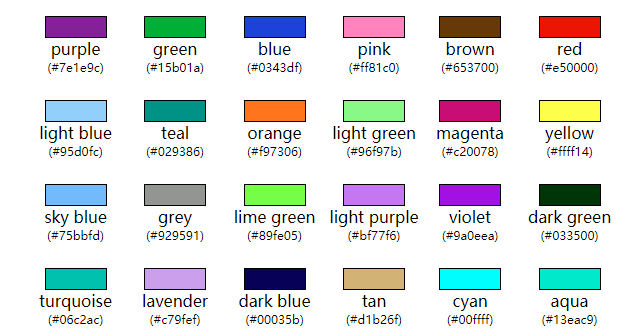 purple green blue pink brown red
(#7e1e9c) (#15b01a) (#0343df) (#ff81c0) (#653700) (#e50000)
light blue teal orange light green magenta yellow
(#95d0fc) (#029386) (#f97306) (#96f97b) (#c20078) (#ffff14)
sky blue grey lime green light purple violet dark green
(#75bbfd) (#929591) (#89fe05) (#bf77f6) (#9a0eea) (#033500)
turquoise lavender dark blue tan cyan aqua
(#06c2ac) (#c79fef) (#00035b) (#d1b26f) (#00ffff) (#13eac9)